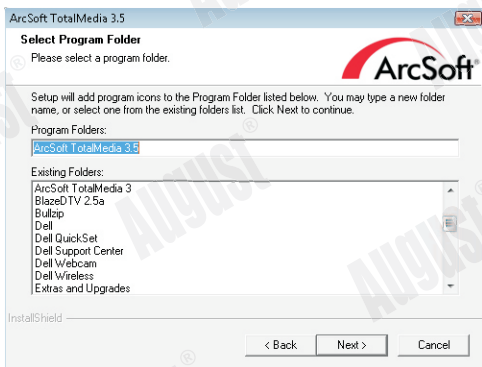 ArcSoft TotalMedia 3.5
Select Program Folder
Please select a program folder.
ArcSoft®
Setup will add program icons to the Program Folder listed below. You may type a new folder
name, or select one from the existing folders list. Click Next to continue.
Program Folders:
ArcSoft TotalMedia 3.5
Existing Folders:
ArcSoft TotalMedia 3
BlazeDTV 2.5a
Bullzip
Dell
Dell QuickSet
Dell Support Center
Dell Webcam
Dell Wireless
Extras and Upgrades
InstallShield
< Back
Next >
Cancel
August®
August